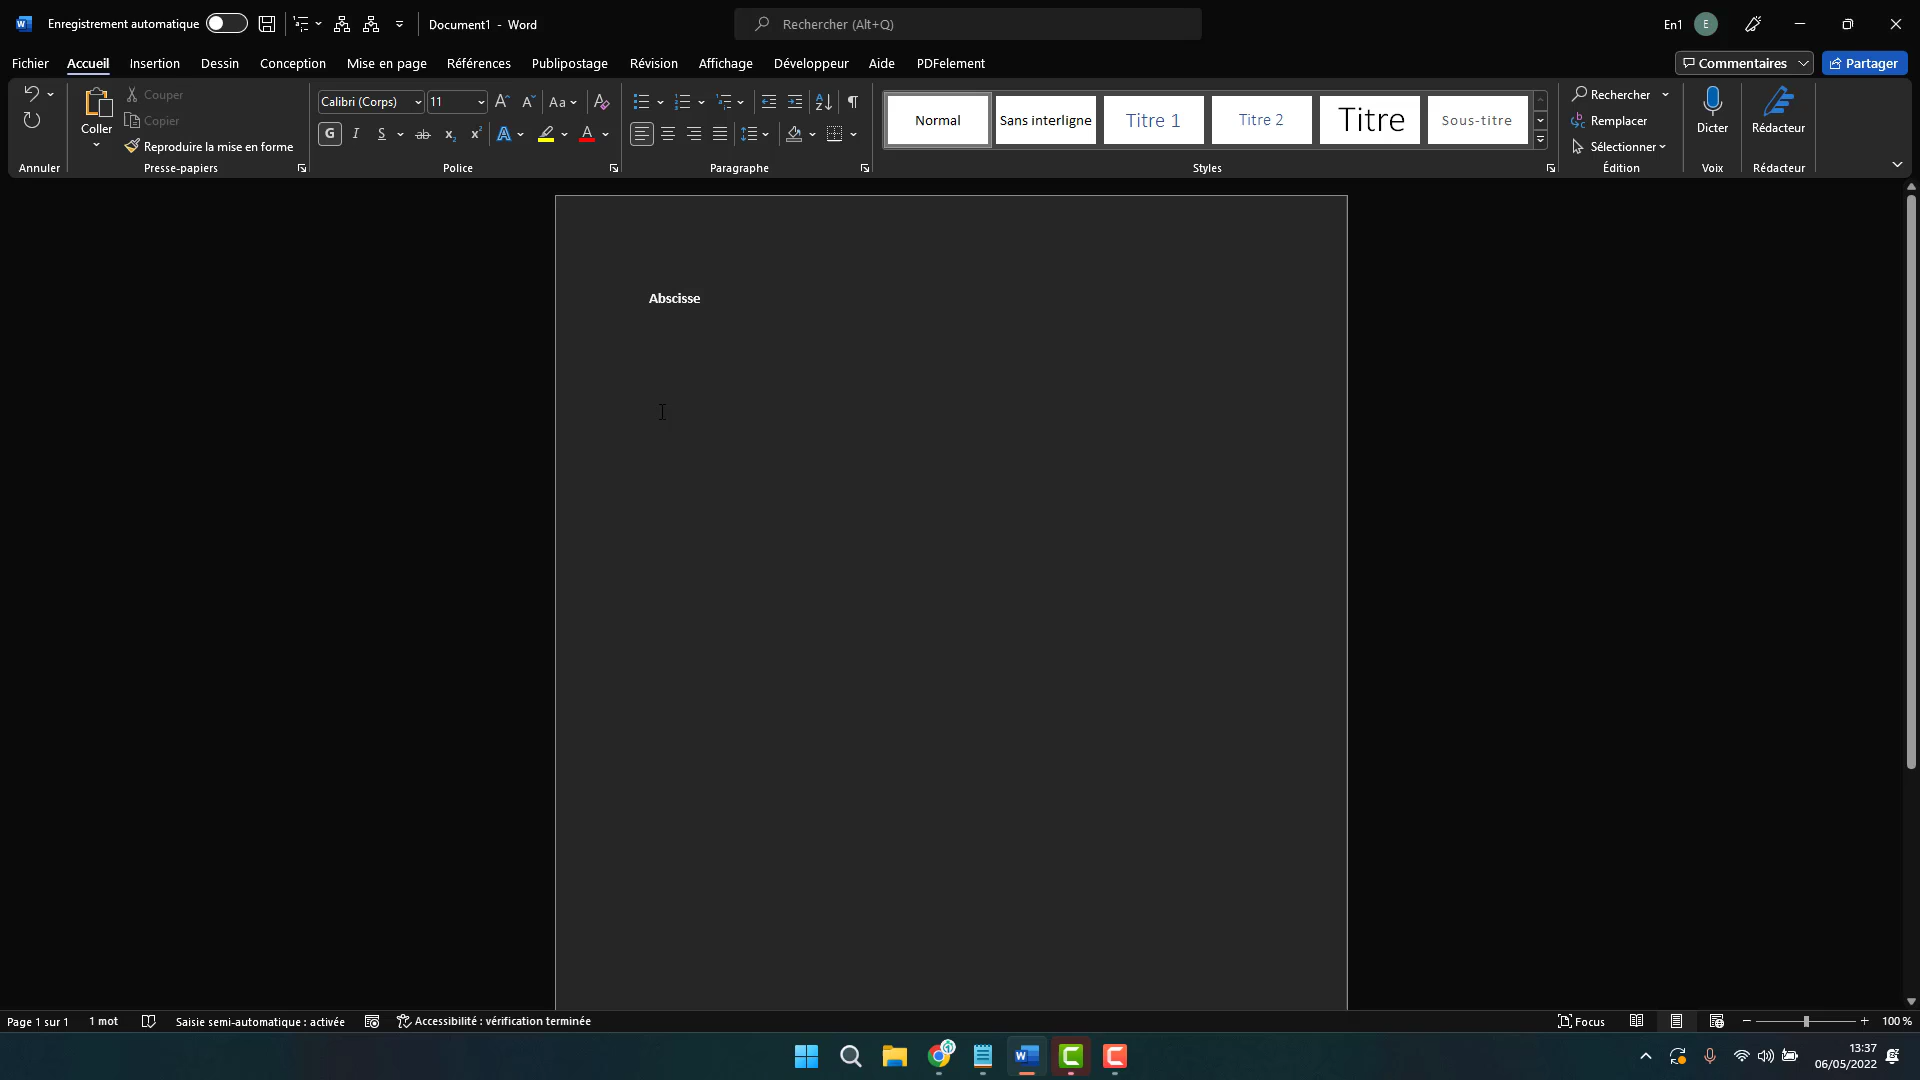 Enregistrement automatique
Document1 - Word
Rechercher (Alt+Q)
En1
E
Fichier Accueil Insertion Dessin Conception Mise en page Références Publipostage Révision Affichage Développeur Aide PDFelement
Commentaires
Partager
Couper
Copier
Reproduire la mise en forme
Coller
Calibri (Corps) 11
Normal
Sans interligne
Titre 1
Titre 2
Titre
Sous-titre
Rechercher
Remplacer
Sélectionner
Dicter
Rédacteur
Annuler
Presse-papiers
Police
Paragraphe
Styles
Édition
Voix
Rédacteur
Abscisse
Page 1 sur 1 1 mot Saisie semi-automatique : activée Accessibilité : vérification terminée
Focus
100 %
13:37
06/05/2022